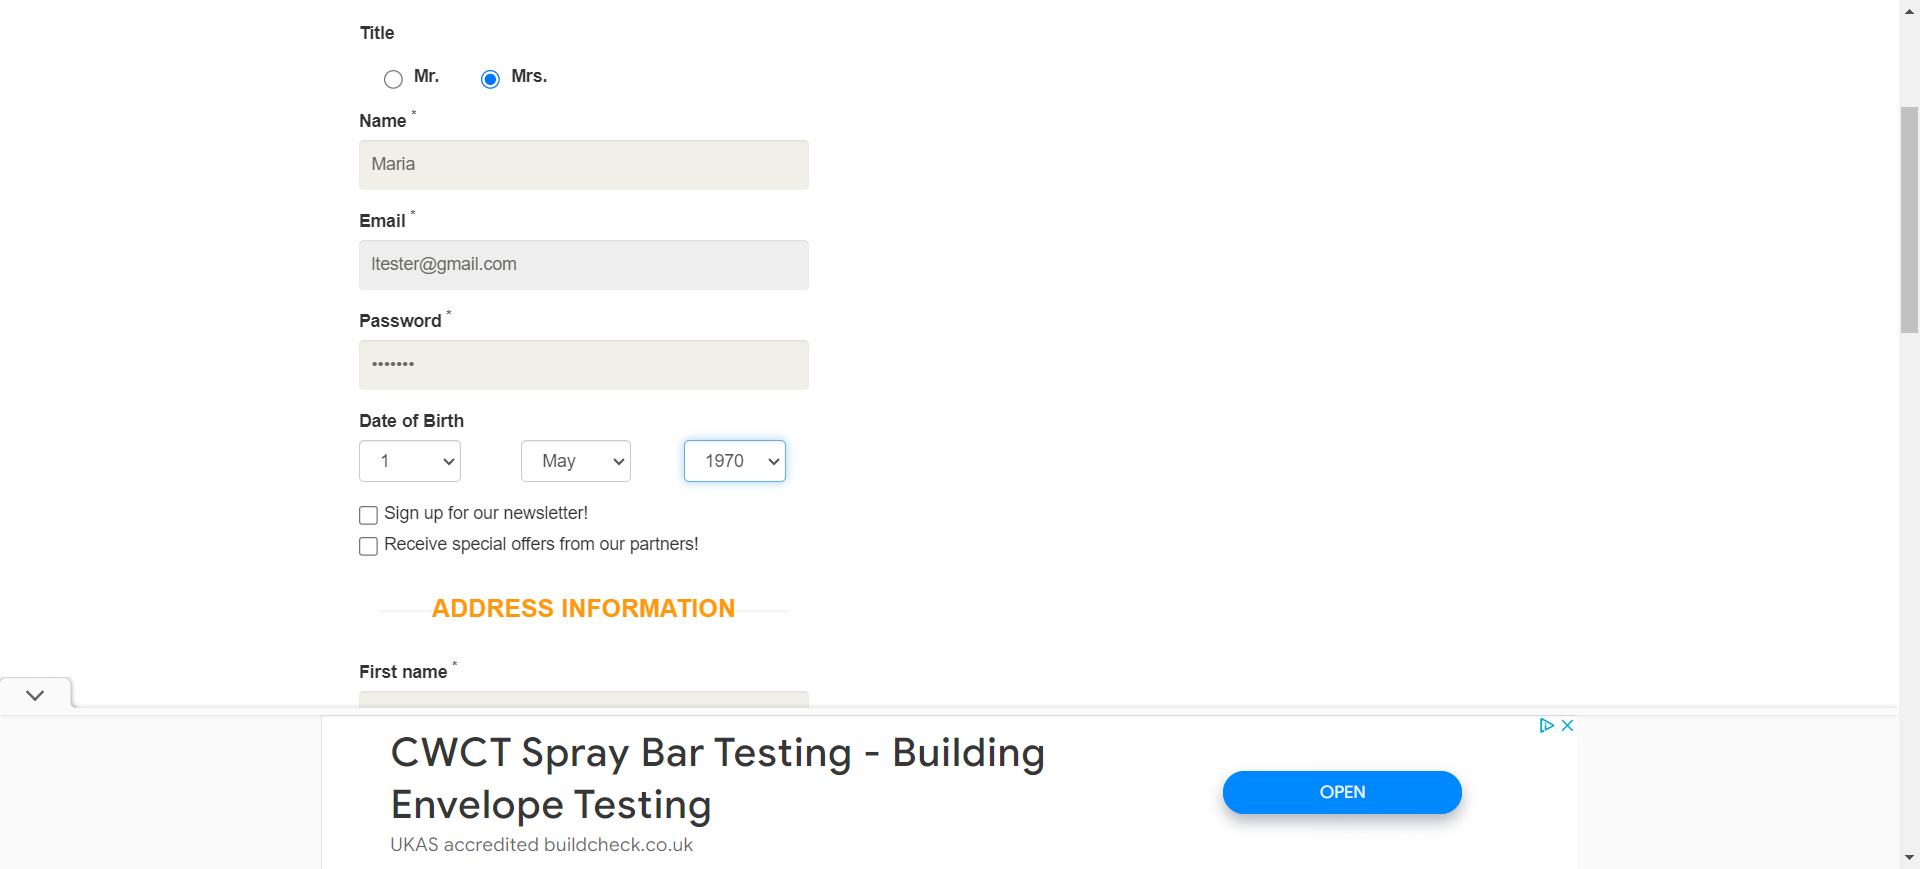 Title
Mr. Mrs.
Name *
Maria
Email *
ltester@gmail.com
Password *
•••••••
Date of Birth
1 May 1970
Sign up for our newsletter!
Receive special offers from our partners!
ADDRESS INFORMATION
First name *
CWCT Spray Bar Testing - Building
Envelope Testing
UKAS accredited buildcheck.co.uk
OPEN